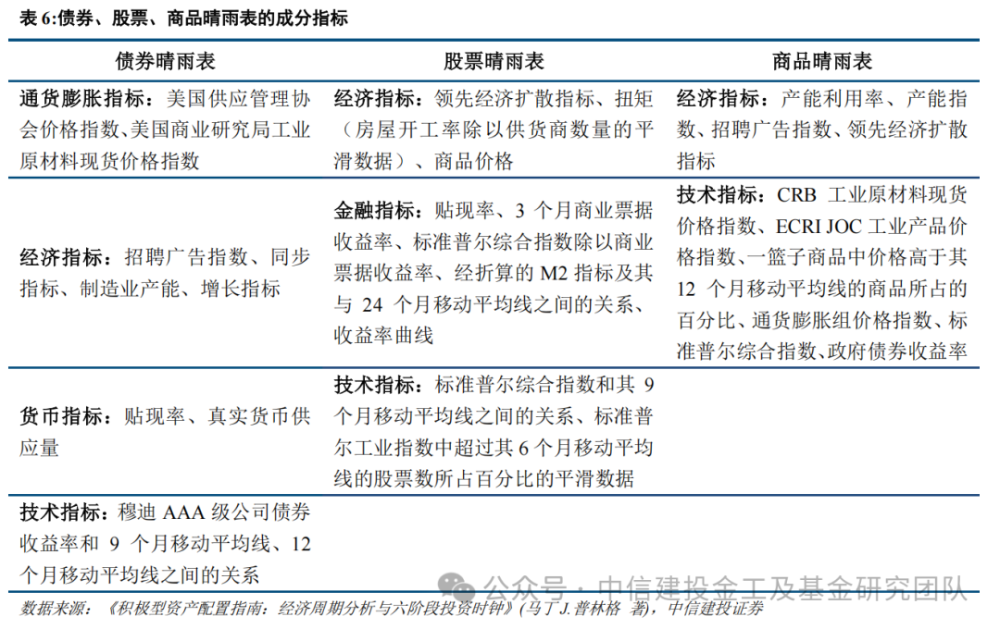 表 6:债券、股票、商品晴雨表的成分指标
债券晴雨表
股票晴雨表
商品晴雨表
通货膨胀指标：美国供应管理协
会价格指数、美国商业研究局工业
原材料现货价格指数
经济指标：领先经济扩散指标、扭矩
（房屋开工率除以供货商数量的平
滑数据）、商品价格
经济指标：产能利用率、产能指
数、招聘广告指数、领先经济扩散
指标
经济指标：招聘广告指数、同步
指标、制造业产能、增长指标
金融指标：贴现率、3 个月商业票据
收益率、标准普尔综合指数除以商业
票据收益率、经折算的 M2 指标及其
与 24 个月移动平均线之间的关系、
收益率曲线
技术指标：CRB 工业原材料现货
价格指数、ECRI JOC 工业产品价
格指数、一篮子商品中价格高于其
12 个月移动平均线的商品所占的
百分比、通货膨胀组价格指数、标
准普尔综合指数、政府债券收益率
货币指标：贴现率、真实货币供
应量
技术指标：标准普尔综合指数和其 9
个月移动平均线之间的关系、标准普
尔工业指数中超过其 6 个月移动平均
线的股票数所占百分比的平滑数据
技术指标：穆迪 AAA 级公司债券
收益率和 9 个月移动平均线、12
个月移动平均线之间的关系
公众号 · 中信建投金工及基金研究团队
数据来源：《积极型资产配置指南：经济周期分析与六阶段投资时钟》(马丁 J.普林格 著)，中信建投证券